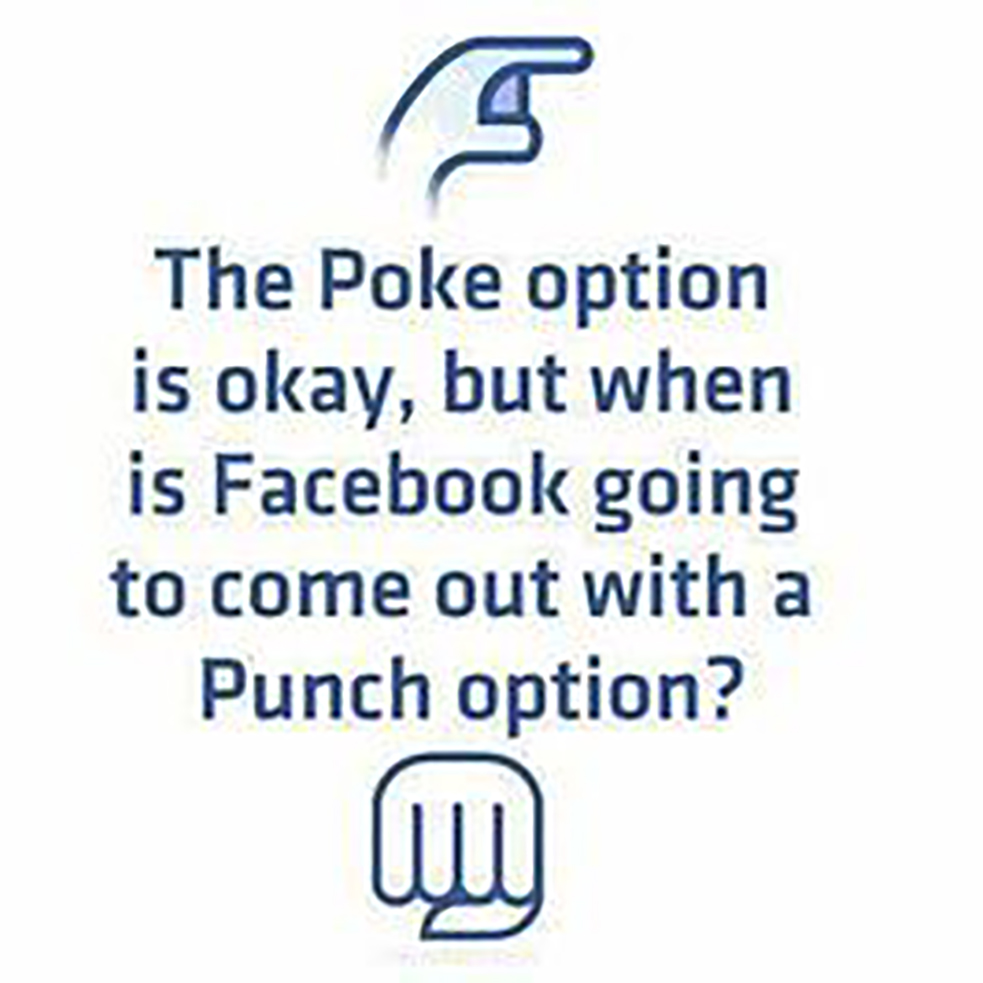 The Poke option
is okay, but when
is Facebook going
to come out with a
Punch option?